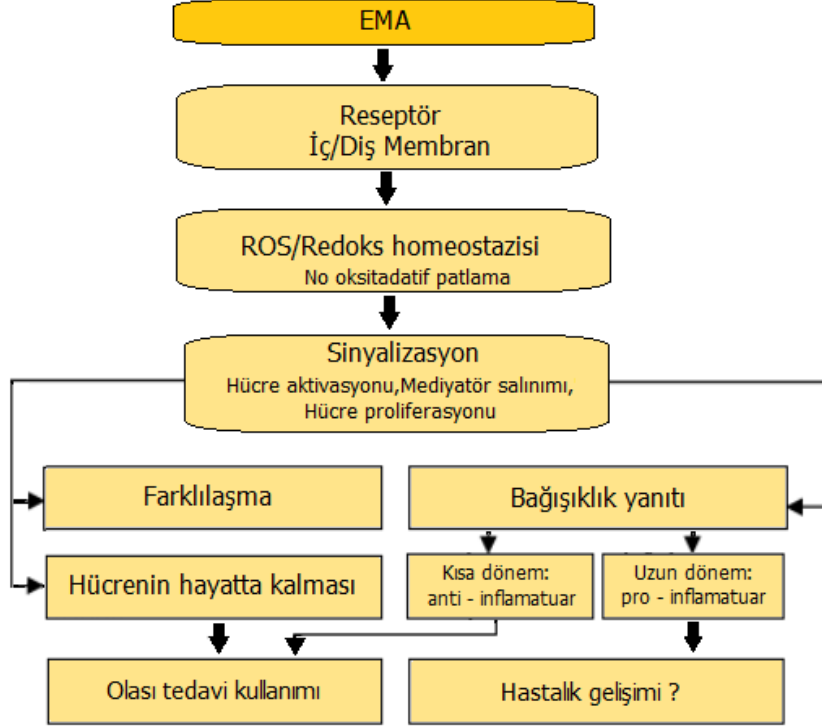 EMA
Reseptör
İç/Diş Membran
ROS/Redoks homeostazisi
No oksitadatif patlama
Sinyalizasyon
Hücre aktivasyonu,Mediyatör salınımı,
Hücre proliferasyonu
Farklılaşma
Bağışıklık yanıtı
Hücrenin hayatta kalması
Kısa dönem:
anti - inflamatuar
Uzun dönem:
pro - inflamatuar
Olası tedavi kullanımı
Hastalık gelişimi ?